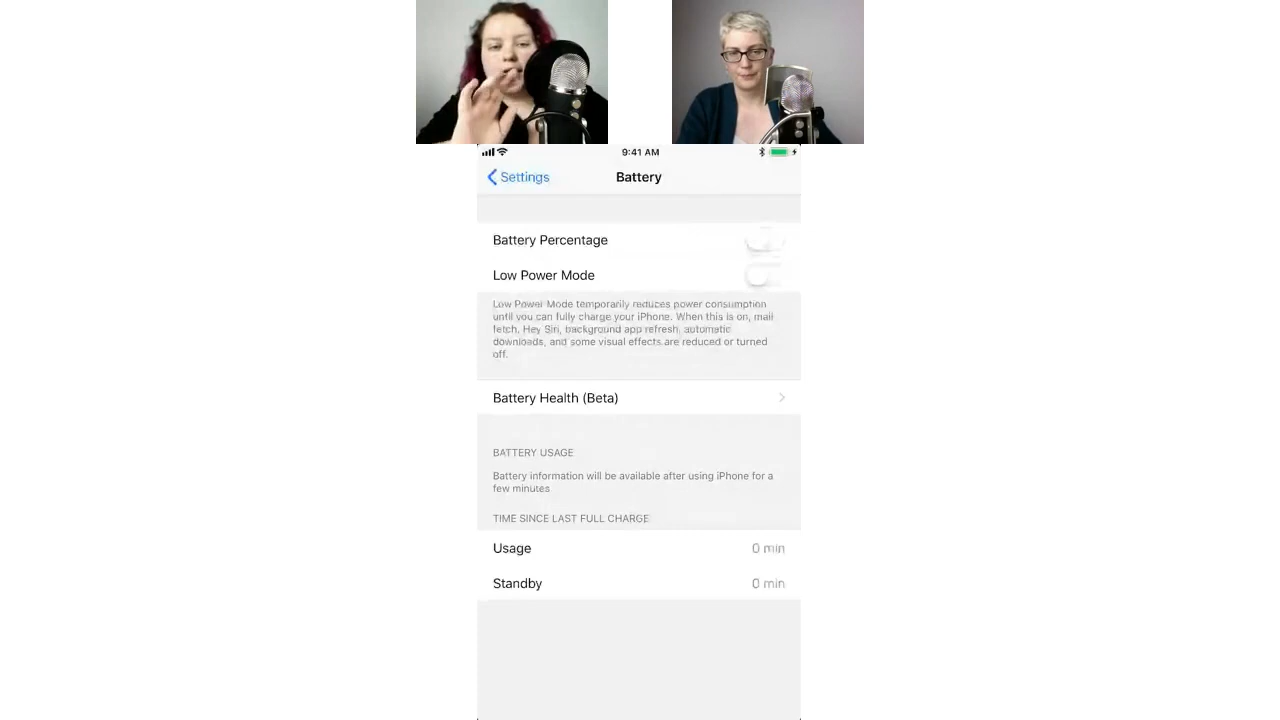 9:41 AM
Settings
Battery
Battery Percentage
Low Power Mode
Low Power Mode temporarily reduces power consumption
until you can fully charge your iPhone. When this is on, mail
fetch, Hey Siri, background app refresh, automatic
downloads, and some visual effects are reduced or turned
off.
Battery Health (Beta)
BATTERY USAGE
Battery information will be available after using iPhone for a
few minutes
TIME SINCE LAST FULL CHARGE
Usage 0 min
Standby 0 min